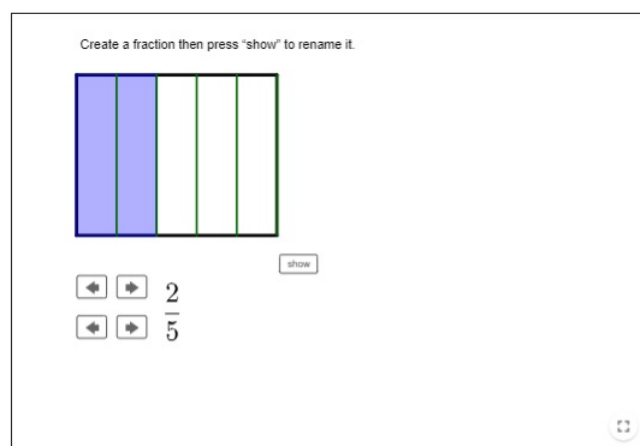 Create a fraction then press “show” to rename it.
show
2
5